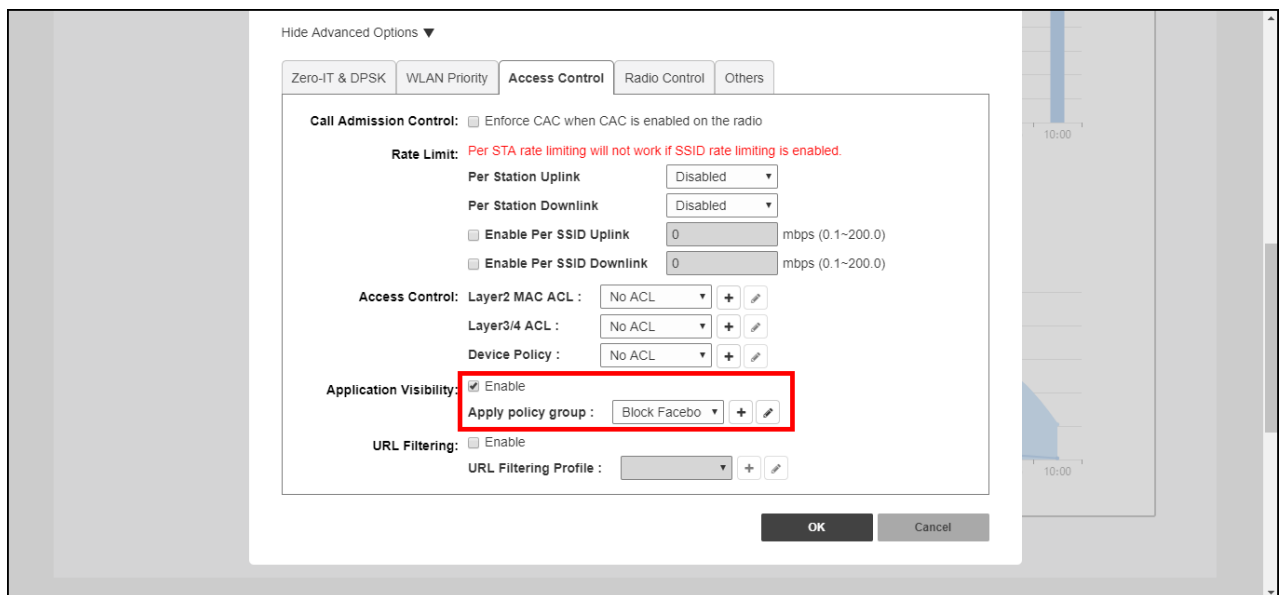 Hide Advanced Options ▼
Zero-IT & DPSK WLAN Priority Access Control Radio Control Others
Call Admission Control: Enforce CAC when CAC is enabled on the radio
Rate Limit: Per STA rate limiting will not work if SSID rate limiting is enabled.
Per Station Uplink Disabled
Per Station Downlink Disabled
Enable Per SSID Uplink 0 mbps (0.1~200.0)
Enable Per SSID Downlink 0 mbps (0.1~200.0)
Access Control: Layer2 MAC ACL : No ACL
Layer3/4 ACL : No ACL
Device Policy : No ACL
Application Visibility: Enable
Apply policy group : Block Facebo
URL Filtering: Enable
URL Filtering Profile :
OK Cancel
10:00
10:00